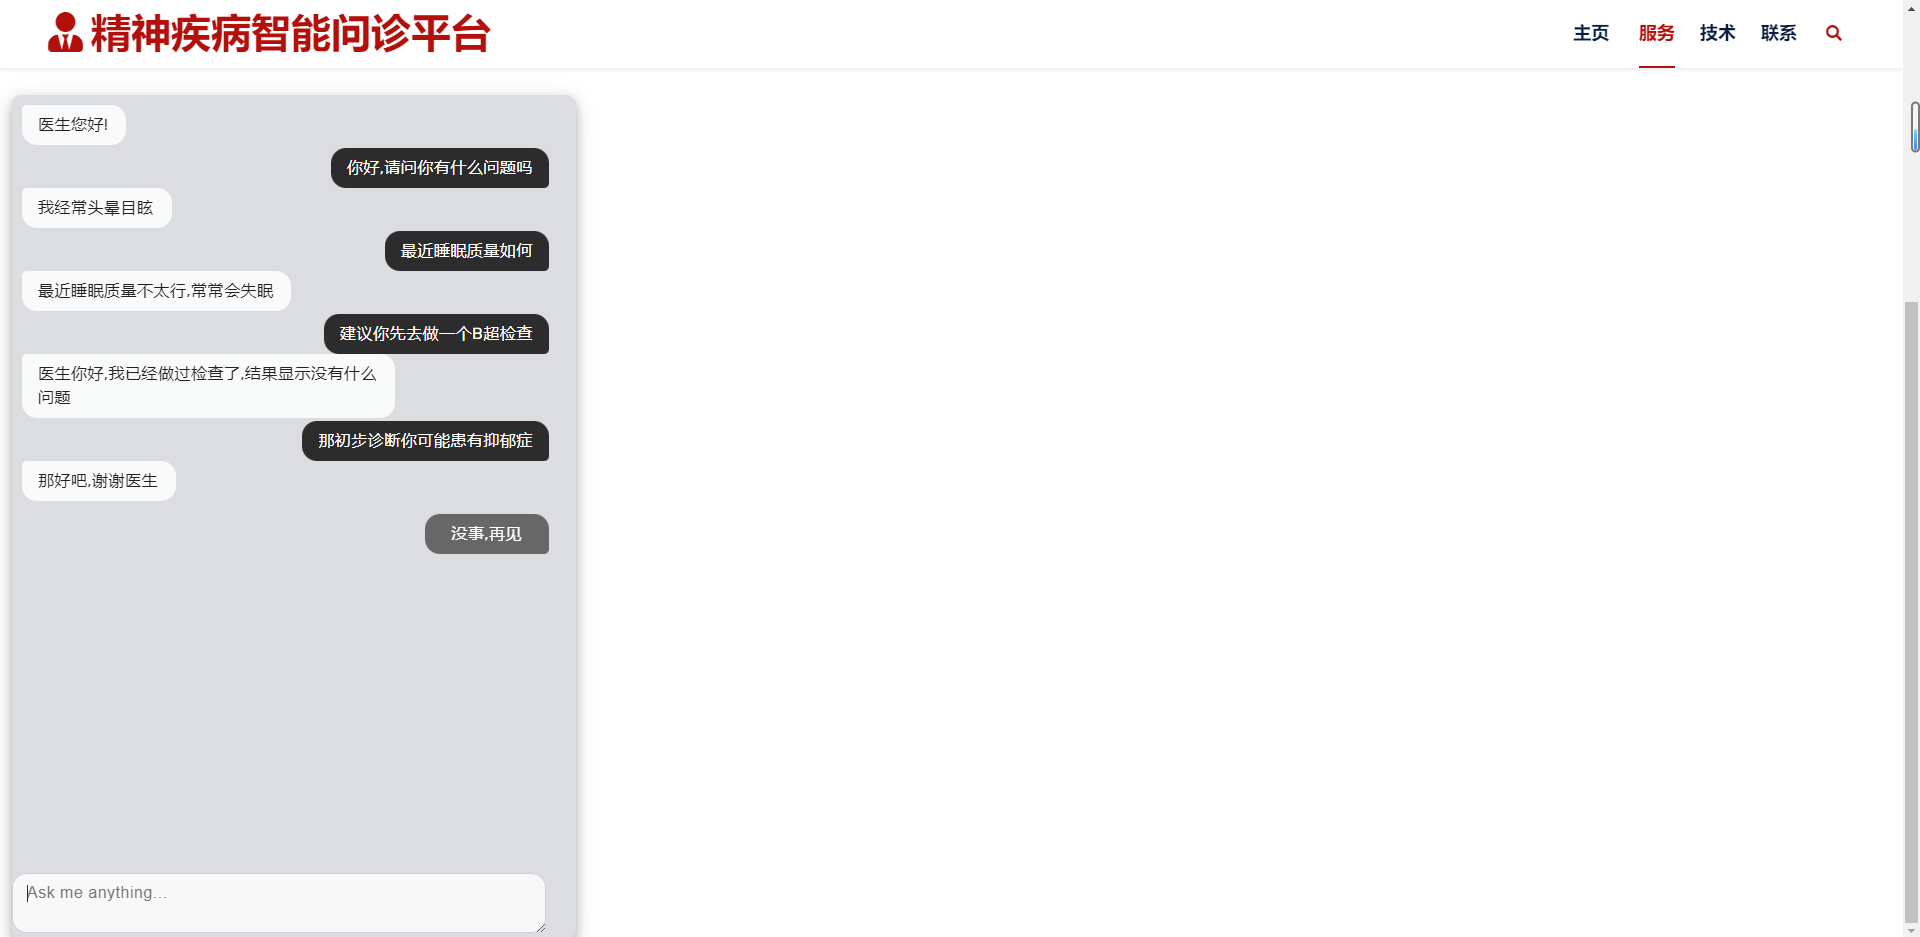 精神疾病智能问诊平台
主页 服务 技术 联系
医生您好!
你好,请问你有什么问题吗
我经常头晕目眩
最近睡眠质量如何
最近睡眠质量不太行,常常会失眠
建议你先去做一个B超检查
医生你好,我已经做过检查了,结果显示没有什么
问题
那初步诊断你可能患有抑郁症
那好吧,谢谢医生
没事,再见
Ask me anything...